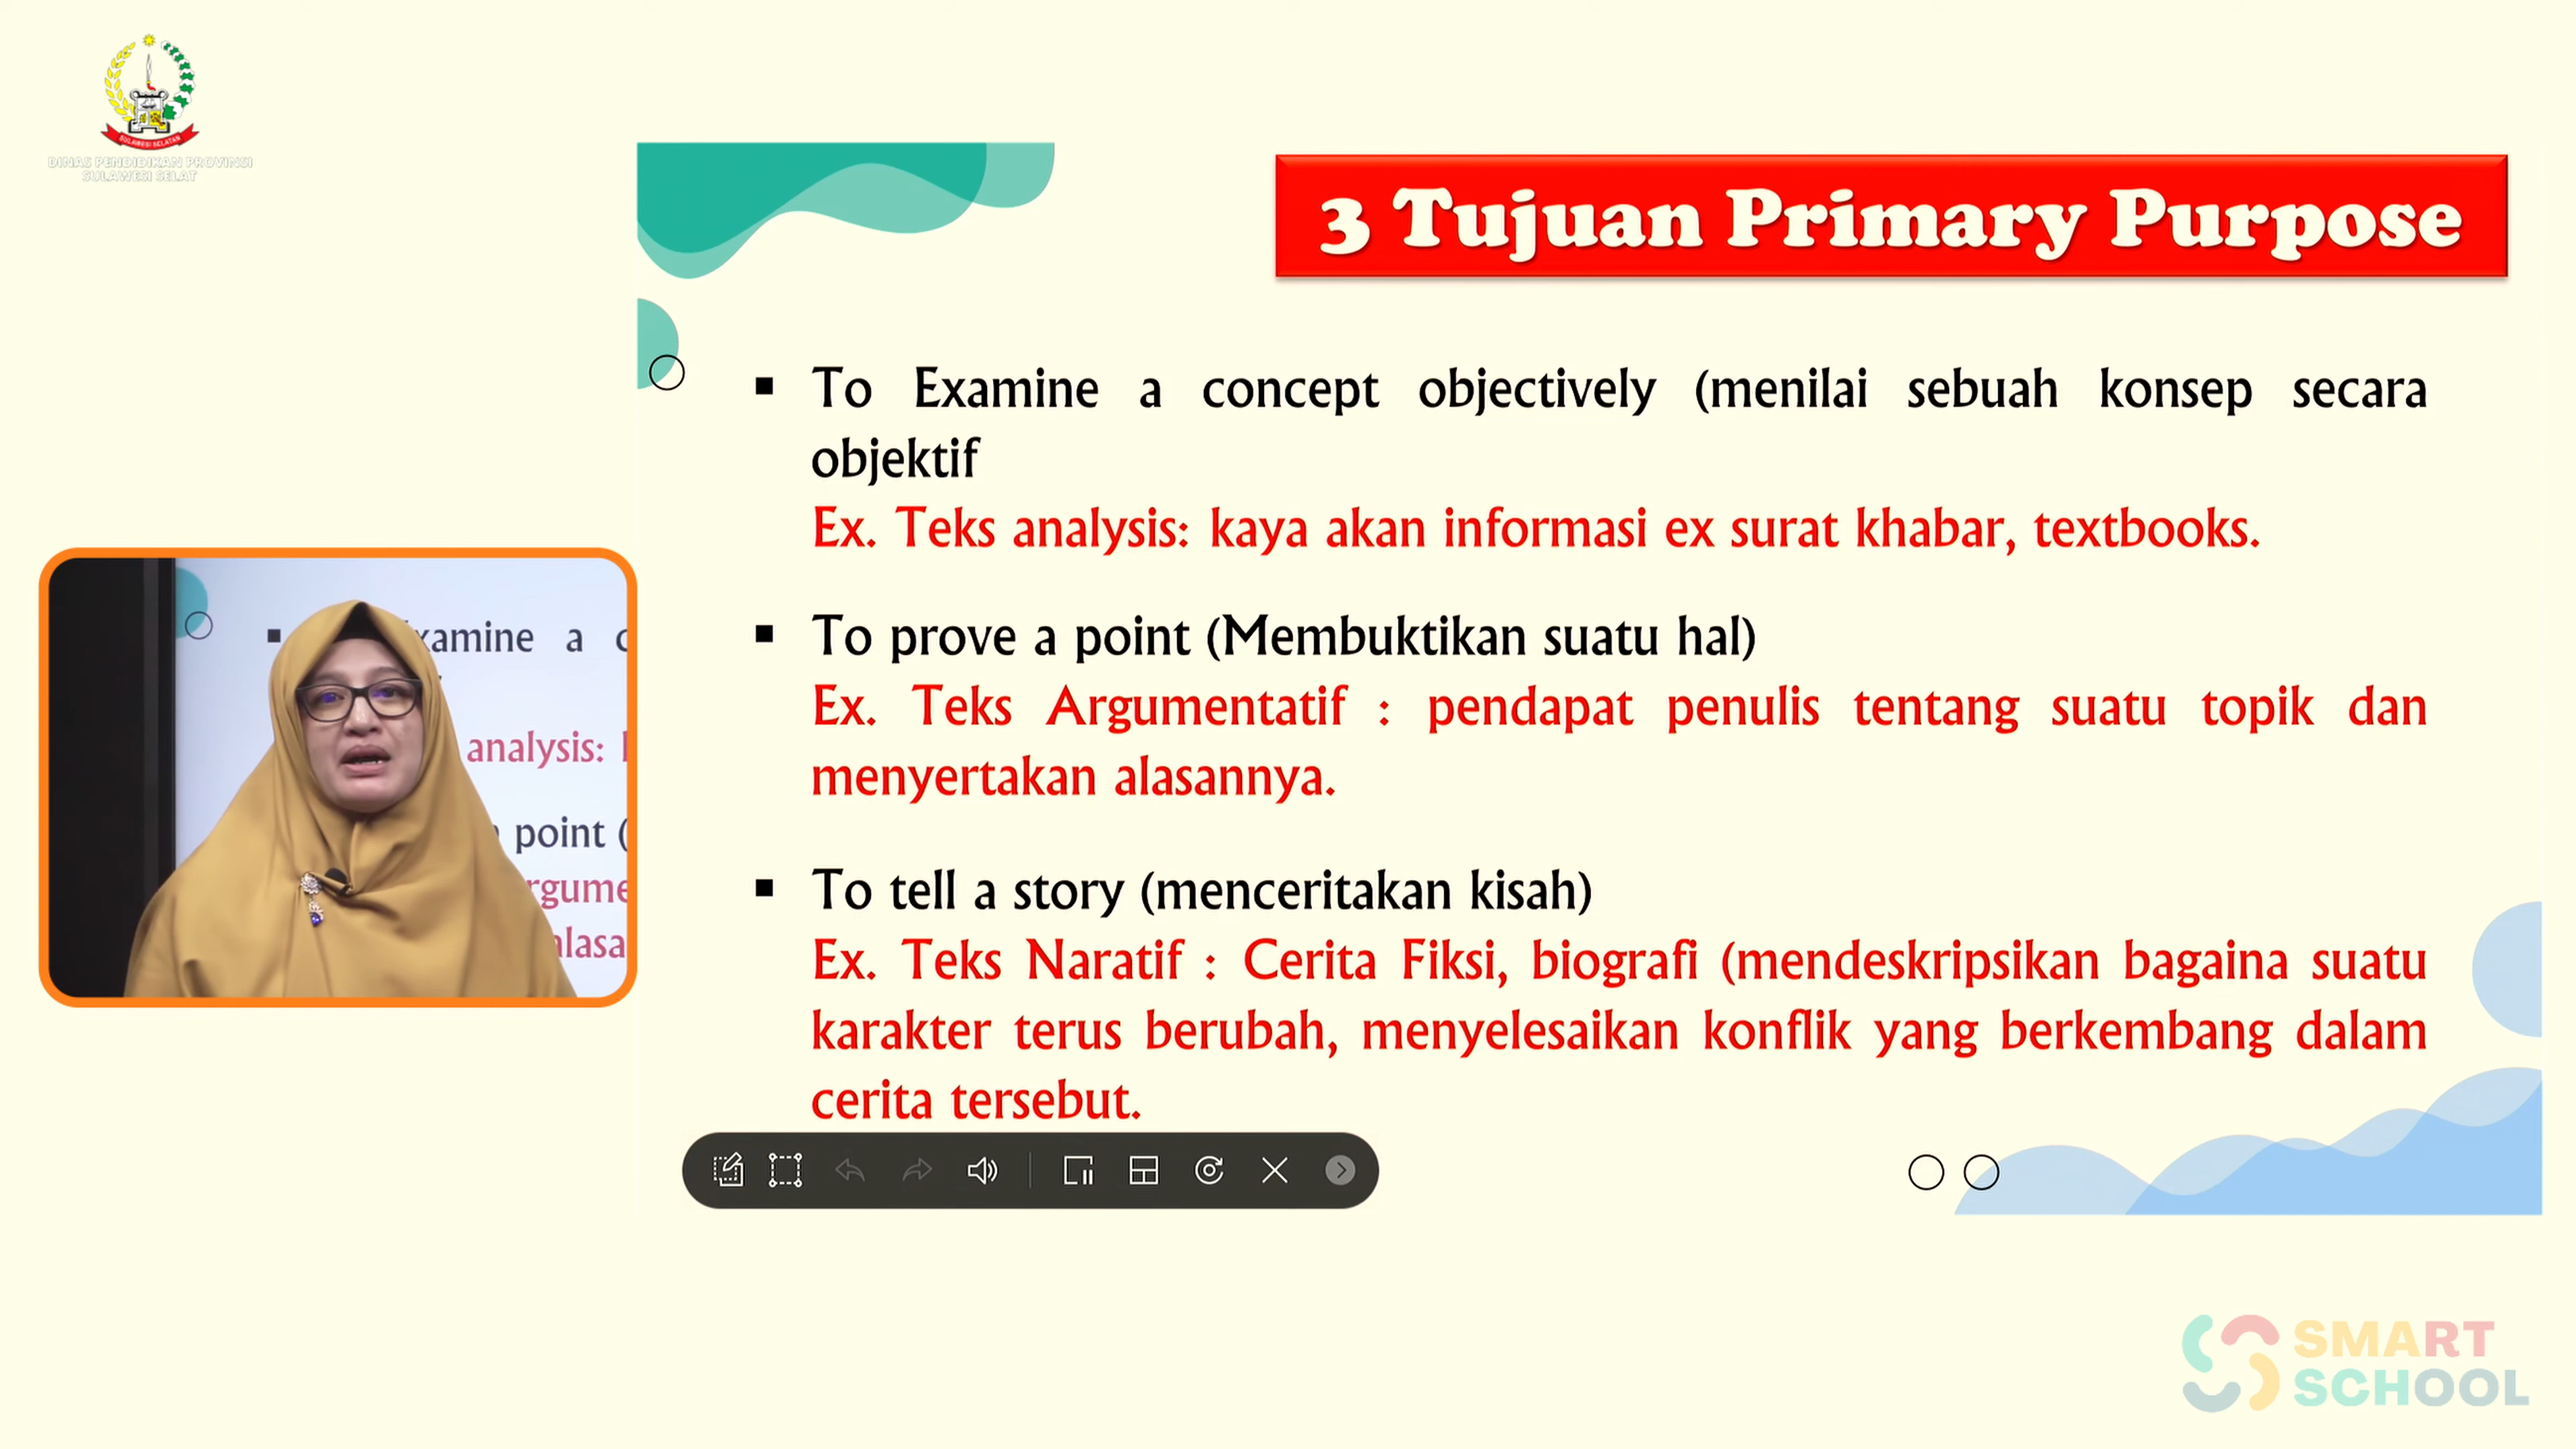 SULAWESI SELATAN
DINAS PENDIDIKAN PROVINSI
SULAWESI SELAT
3 Tujuan Primary Purpose
▪ To Examine a concept objectively (menilai sebuah konsep secara
objektif
Ex. Teks analysis: kaya akan informasi ex surat khabar, textbooks.
▪ To prove a point (Membuktikan suatu hal)
Ex. Teks Argumentatif : pendapat penulis tentang suatu topik dan
menyertakan alasannya.
▪ To tell a story (menceritakan kisah)
Ex. Teks Naratif : Cerita Fiksi, biografi (mendeskripsikan bagaina suatu
karakter terus berubah, menyelesaikan konflik yang berkembang dalam
cerita tersebut.
xamine a c
analysis:
point (
rgume
alasa
SMART
SCHOOL